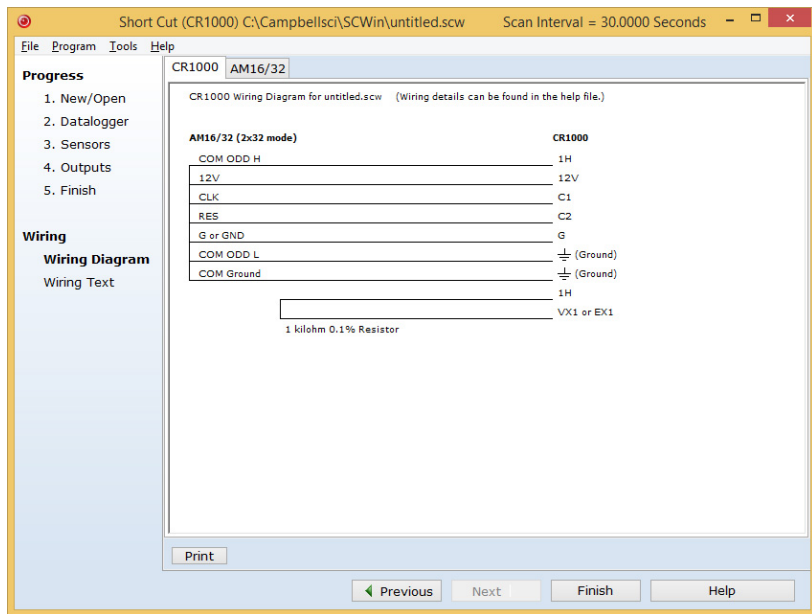 Short Cut (CR1000) C:\Campbellsci\SCWin\untitled.scw Scan Interval = 30.0000 Seconds
File Program Tools Help
Progress
1. New/Open
2. Datalogger
3. Sensors
4. Outputs
5. Finish
Wiring
Wiring Diagram
Wiring Text
CR1000 AM16/32
CR1000 Wiring Diagram for untitled.scw (Wiring details can be found in the help file.)
AM16/32 (2x32 mode) CR1000
COM ODD H 1H
12V 12V
CLK C1
RES C2
G or GND G
COM ODD L (Ground)
COM Ground (Ground)
1H
VX1 or EX1
1 kilohm 0.1% Resistor
Print
Previous Next Finish Help